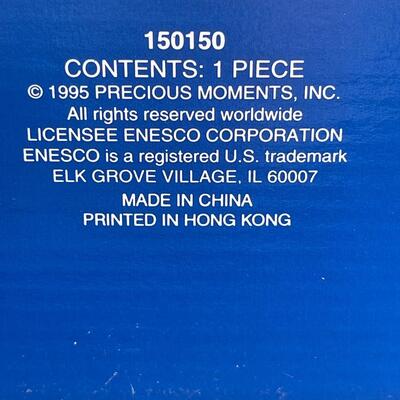 150150
CONTENTS: 1 PIECE
© 1995 PRECIOUS MOMENTS, INC.
All rights reserved worldwide
LICENSEE ENESCO CORPORATION
ENESCO is a registered U.S. trademark
ELK GROVE VILLAGE, IL 60007
MADE IN CHINA
PRINTED IN HONG KONG